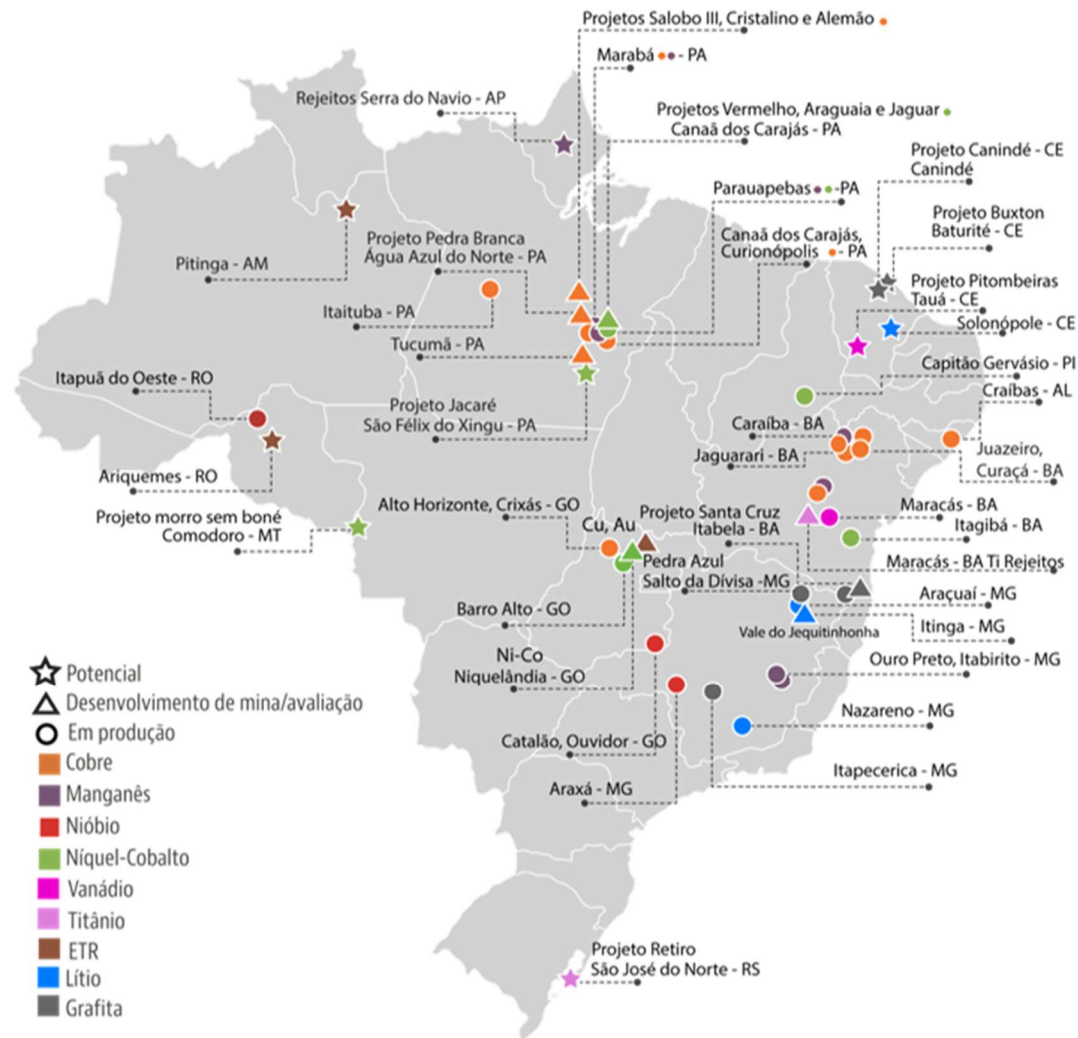 Projetos Salobo III, Cristalino e Alemão
Marabá - PA
Rejeitos Serra do Navio - AP
Projetos Vermelho, Araguaia e Jaguar
Canaã dos Carajás - PA
Projeto Canindé - CE
Canindé
Parauapebas -PA
Projeto Buxton
Baturité - CE
Canaã dos Carajás,
Curionópolis - PA
Projeto Pedra Branca
Água Azul do Norte - PA
Pitinga - AM
Projeto Pitombeiras
Tauá - CE
Itaituba - PA
Solonópole - CE
Tucumã - PA
Capitão Gervásio - PI
Itapuã do Oeste - RO
Craíbas - AL
Projeto Jacaré
São Félix do Xingu - PA
Caraíba - BA
Jaguarari - BA
Juazeiro,
Curaçá - BA
Ariquemes - RO
Alto Horizonte, Crixás - GO
Projeto Santa Cruz
Itabela - BA
Maracás - BA
Projeto morro sem boné
Comodoro - MT
Cu, Au
Itagibá - BA
Pedra Azul
Salto da Dívisa -MG
Maracás - BA Ti Rejeitos
Araçuaí - MG
Barro Alto - GO
Vale do Jequitinhonha
Itinga - MG
Ni-Co
Niquelândia - GO
Ouro Preto, Itabirito - MG
Nazareno - MG
Catalão, Ouvidor - GO
Itapecerica - MG
Araxá - MG
Potencial
Desenvolvimento de mina/avaliação
Em produção
Cobre
Manganês
Nióbio
Níquel-Cobalto
Vanádio
Titânio
ETR
Lítio
Grafita
Projeto Retiro
São José do Norte - RS